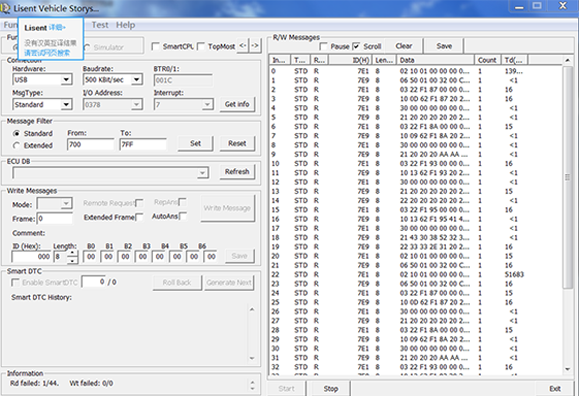 Lisent Vehicle Storys...
Test Help
Lisent 详细»
没有汉英互译结果
请尝试网页搜索
Simulator
SmartCPL
TopMost
<-
->
Connection
Hardware:
Baudrate:
BTR0/1:
USB
500 KBit/sec
001C
MsgType:
I/O Address:
Interrupt:
Standard
0378
7
Get info
Message Filter
Standard
From:
To:
Extended
700
7FF
Set
Reset
ECU DB
Refresh
Write Messages
Mode:
Remote Request
RepAns
Write Message
Frame: 0
Extended Frame
AutoAns
Comment:
ID (Hex):
Length:
B0 B1 B2 B3 B4 B5 B6
000
8
00 00 00 00 00 00 00
Save
Smart DTC
Enable SmartDTC
0 / 0
Roll Back
Generate Next
Smart DTC History:
Information
Rd failed: 1/44. Wt failed: 0/0
R/W Messages
Pause
Scroll
Clear
Save
In... T... R... ID(H) Len... Data Count Td(...
0 STD R 7E1 8 02 10 01 00 00 00 0... 1 139...
1 STD R 7E9 8 06 50 01 00 32 00 C... 1 <1
2 STD R 7E1 8 03 22 F1 87 00 00 0... 1 16
3 STD R 7E9 8 10 0D 62 F1 87 20 2... 1 <1
4 STD R 7E1 8 30 00 00 00 00 00 0... 1 <1
5 STD R 7E9 8 21 20 20 20 20 20 2... 1 <1
6 STD R 7E1 8 03 22 F1 8A 00 00 0... 1 15
7 STD R 7E9 8 10 09 62 F1 8A 20 2... 1 <1
8 STD R 7E1 8 30 00 00 00 00 00 0... 1 <1
9 STD R 7E9 8 21 20 20 20 AA AA ... 1 <1
10 STD R 7E1 8 03 22 F1 93 00 00 0... 1 16
11 STD R 7E9 8 10 13 62 F1 93 20 2... 1 <1
12 STD R 7E1 8 30 00 00 00 00 00 0... 1 <1
13 STD R 7E9 8 21 20 20 20 20 20 2... 1 <1
14 STD R 7E9 8 22 20 20 20 20 20 2... 1 <1
15 STD R 7E1 8 03 22 F1 95 00 00 0... 1 16
16 STD R 7E9 8 10 13 62 F1 95 41 4... 1 <1
17 STD R 7E1 8 30 00 00 00 00 00 0... 1 <1
18 STD R 7E9 8 21 43 30 38 52 32 3... 1 <1
19 STD R 7E9 8 22 33 33 2E 31 20 2... 1 16
20 STD R 7E1 8 02 10 01 00 00 00 0... 1 15
21 STD R 7E9 8 06 50 01 00 32 00 C... 1 <1
22 STD R 7E1 8 02 10 01 00 00 00 0... 1 51683
23 STD R 7E9 8 06 50 01 00 32 00 C... 1 <1
24 STD R 7E1 8 03 22 F1 87 00 00 0... 1 16
25 STD R 7E9 8 10 0D 62 F1 87 20 2... 1 <1
26 STD R 7E1 8 30 00 00 00 00 00 0... 1 <1
27 STD R 7E9 8 21 20 20 20 20 20 2... 1 <1
28 STD R 7E1 8 03 22 F1 8A 00 00 0... 1 15
29 STD R 7E9 8 10 09 62 F1 8A 20 2... 1 <1
30 STD R 7E1 8 30 00 00 00 00 00 0... 1 <1
31 STD R 7E9 8 21 20 20 20 AA AA ... 1 <1
32 STD R 7E1 8 03 22 F1 93 00 00 0... 1 16
Start
Stop
Exit